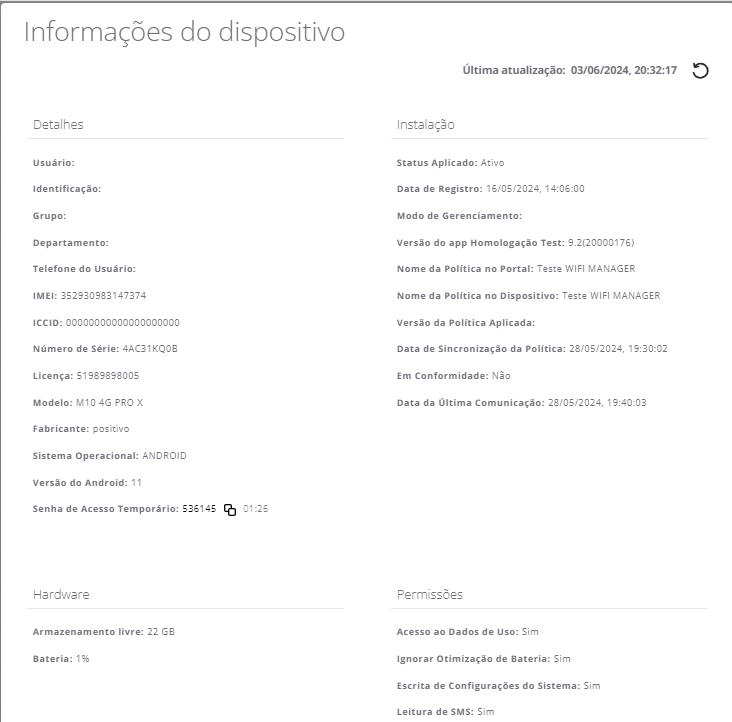 Informações do dispositivo
Última atualização: 03/06/2024, 20:32:17
Detalhes
Usuário:
Identificação:
Grupo:
Departamento:
Telefone do Usuário:
IMEI: 352930983147374
ICCID: 00000000000000000000
Número de Série: 4AC31KQ0B
Licença: 51989898005
Modelo: M10 4G PRO X
Fabricante: positivo
Sistema Operacional: ANDROID
Versão do Android: 11
Senha de Acesso Temporário: 536145 01:26
Instalação
Status Aplicado: Ativo
Data de Registro: 16/05/2024, 14:06:00
Modo de Gerenciamento:
Versão do app Homologação Test: 9.2(20000176)
Nome da Política no Portal: Teste WIFI MANAGER
Nome da Política no Dispositivo: Teste WIFI MANAGER
Versão da Política Aplicada:
Data de Sincronização da Política: 28/05/2024, 19:30:02
Em Conformidade: Não
Data da Última Comunicação: 28/05/2024, 19:40:03
Hardware
Armazenamento livre: 22 GB
Bateria: 1%
Permissões
Acesso ao Dados de Uso: Sim
Ignorar Otimização de Bateria: Sim
Escrita de Configurações do Sistema: Sim
Leitura de SMS: Sim